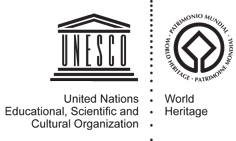 UNESCO
United Nations
Educational, Scientific and
Cultural Organization
WORLD HERITAGE • PATRIMOINE MONDIAL • PATRIMONIO MUNDIAL •
World
Heritage